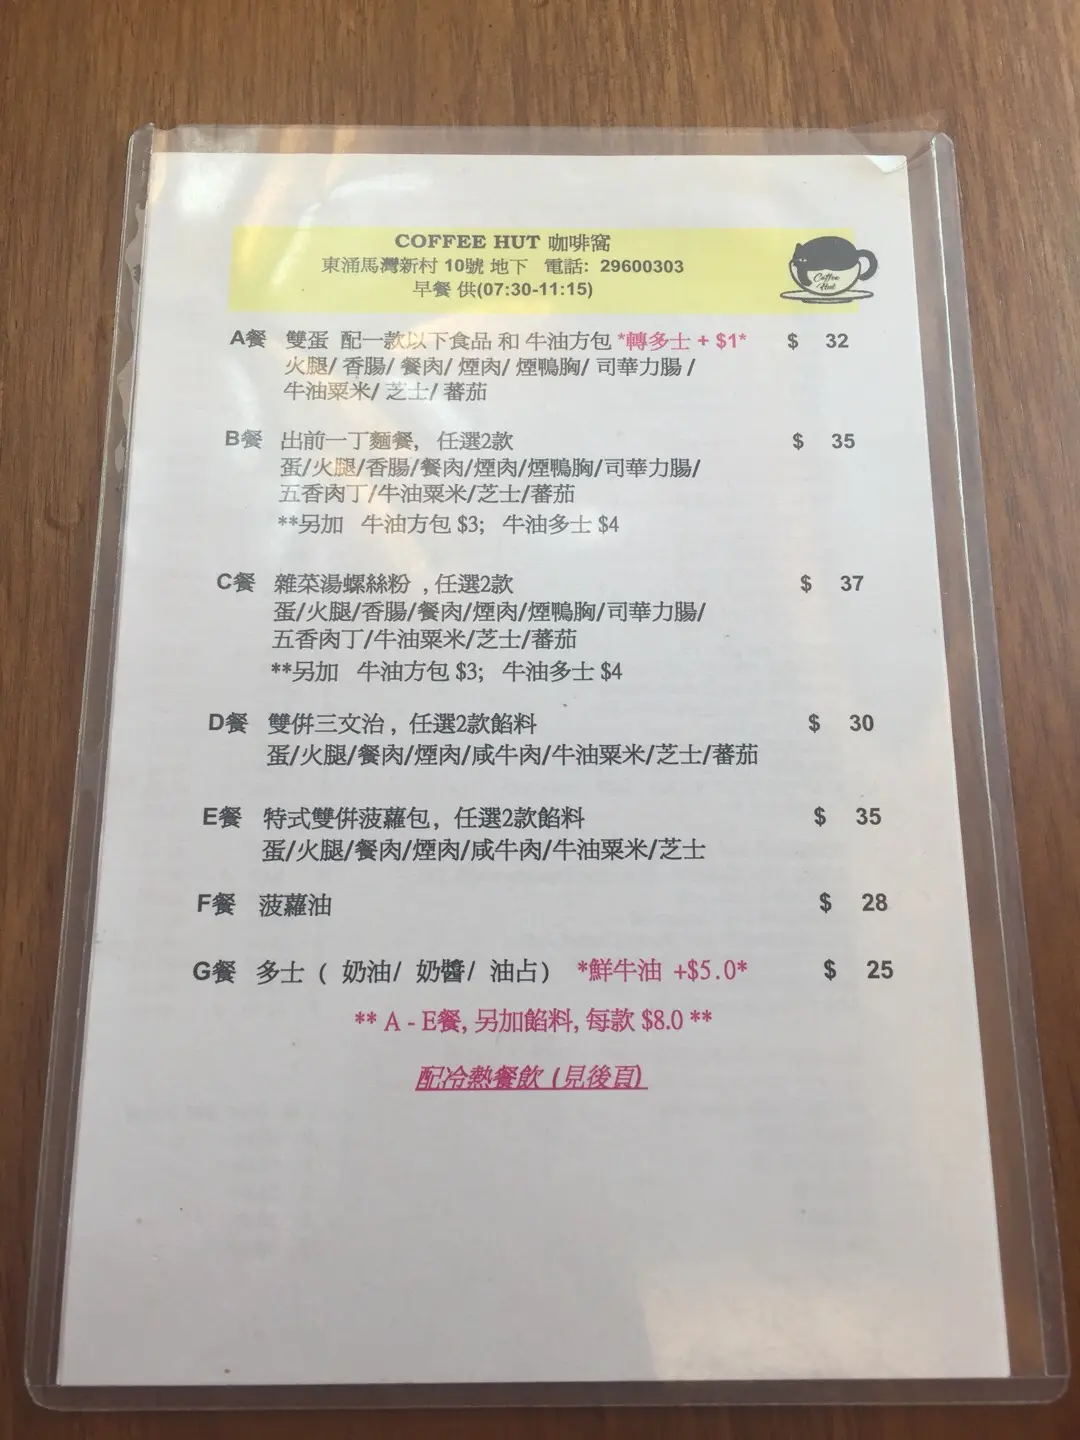 COFFEE HUT 咖啡窩
東涌馬灣新村 10號 地下 電話: 29600303
早餐 供(07:30-11:15)
Coffee
Hut
A餐 雙蛋 配一款以下食品 和 牛油方包 *轉多士 + $1* $ 32
火腿/ 香腸/ 餐肉/ 煙肉/ 煙鴨胸/ 司華力腸 /
牛油粟米/ 芝士/ 蕃茄
B餐 出前一丁麵餐, 任選2款 $ 35
蛋/火腿/香腸/餐肉/煙肉/煙鴨胸/司華力腸/
五香肉丁/牛油粟米/芝士/蕃茄
**另加 牛油方包 $3; 牛油多士 $4
C餐 雜菜湯螺絲粉 , 任選2款 $ 37
蛋/火腿/香腸/餐肉/煙肉/煙鴨胸/司華力腸/
五香肉丁/牛油粟米/芝士/蕃茄
**另加 牛油方包 $3; 牛油多士 $4
D餐 雙併三文治 , 任選2款餡料 $ 30
蛋/火腿/餐肉/煙肉/咸牛肉/牛油粟米/芝士/蕃茄
E餐 特式雙併菠蘿包, 任選2款餡料 $ 35
蛋/火腿/餐肉/煙肉/咸牛肉/牛油粟米/芝士
F餐 菠蘿油 $ 28
G餐 多士 ( 奶油/ 奶醬/ 油占) *鮮牛油 +$5.0* $ 25
** A - E餐, 另加餡料, 每款 $8.0 **
配冷熱餐飲 (見後頁)